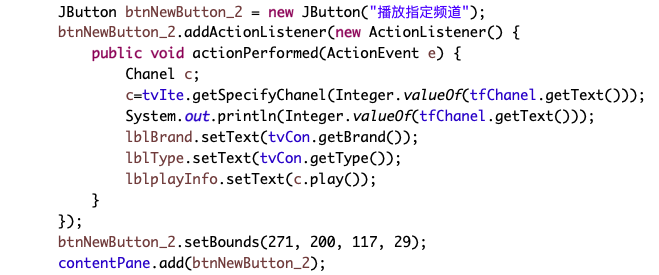 JButton btnNewButton_2 = new JButton("播放指定频道");
btnNewButton_2.addActionListener(new ActionListener() {
public void actionPerformed(ActionEvent e) {
Chanel c;
c=tvIte.getSpecifyChanel(Integer.valueOf(tfChanel.getText()));
System.out.println(Integer.valueOf(tfChanel.getText()));
lblBrand.setText(tvCon.getBrand());
lblType.setText(tvCon.getType());
lblplayInfo.setText(c.play());
}
});
btnNewButton_2.setBounds(271, 200, 117, 29);
contentPane.add(btnNewButton_2);